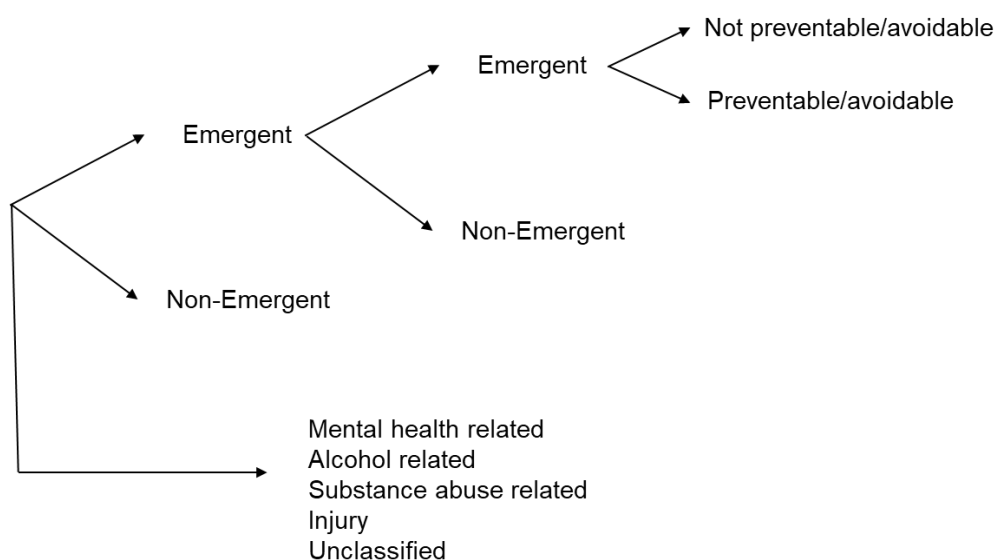 Not preventable/avoidable
Emergent
Preventable/avoidable
Emergent
Non-Emergent
Non-Emergent
Mental health related
Alcohol related
Substance abuse related
Injury
Unclassified